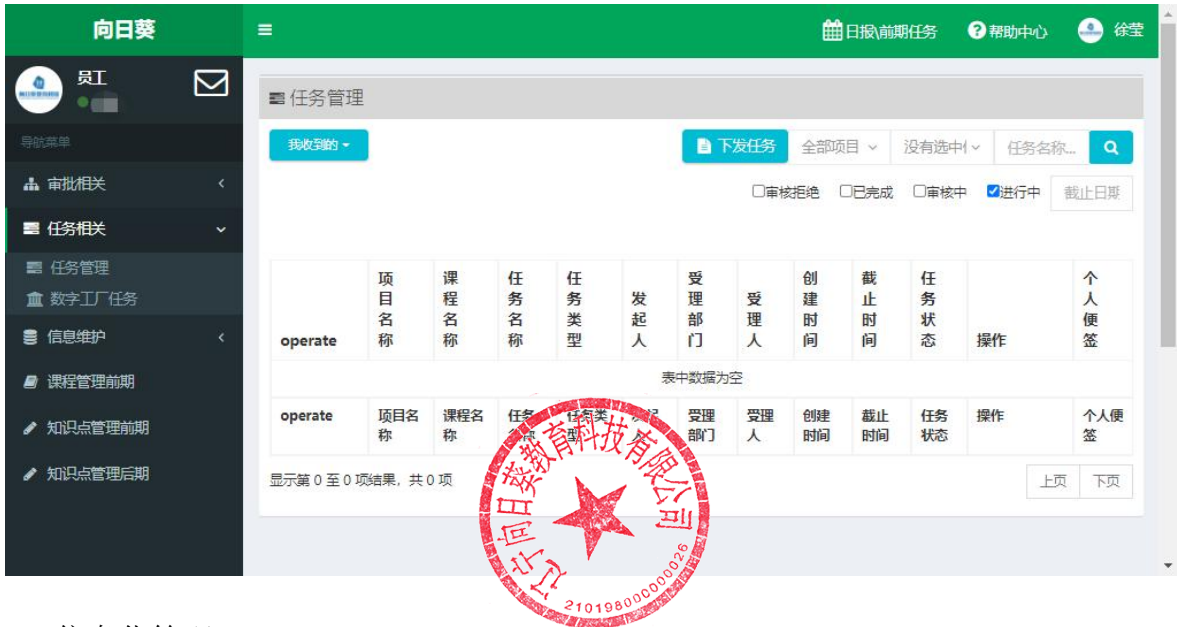 向日葵
日报\前期任务
帮助中心
徐莹
员工
任务管理
导航菜单
我收到的
下发任务
全部项目
没有选中
任务名称...
审批相关
审核拒绝
已完成
审核中
进行中
截止日期
任务相关
任务管理
数字工厂任务
信息维护
课程管理前期
知识点管理前期
知识点管理后期
operate 项目名称 课程名称 任务名称 任务类型 发起人 受理部门 受理人 创建时间 截止时间 任务状态 操作 个人便签
表中数据为空
operate 项目名称 课程名称 任务 任务类型 受理部门 受理人 创建时间 截止时间 任务状态 操作 个人便签
显示第 0 至 0 项结果，共 0 项
上页
下页
辽宁向日葵教育科技有限公司
2101980000026